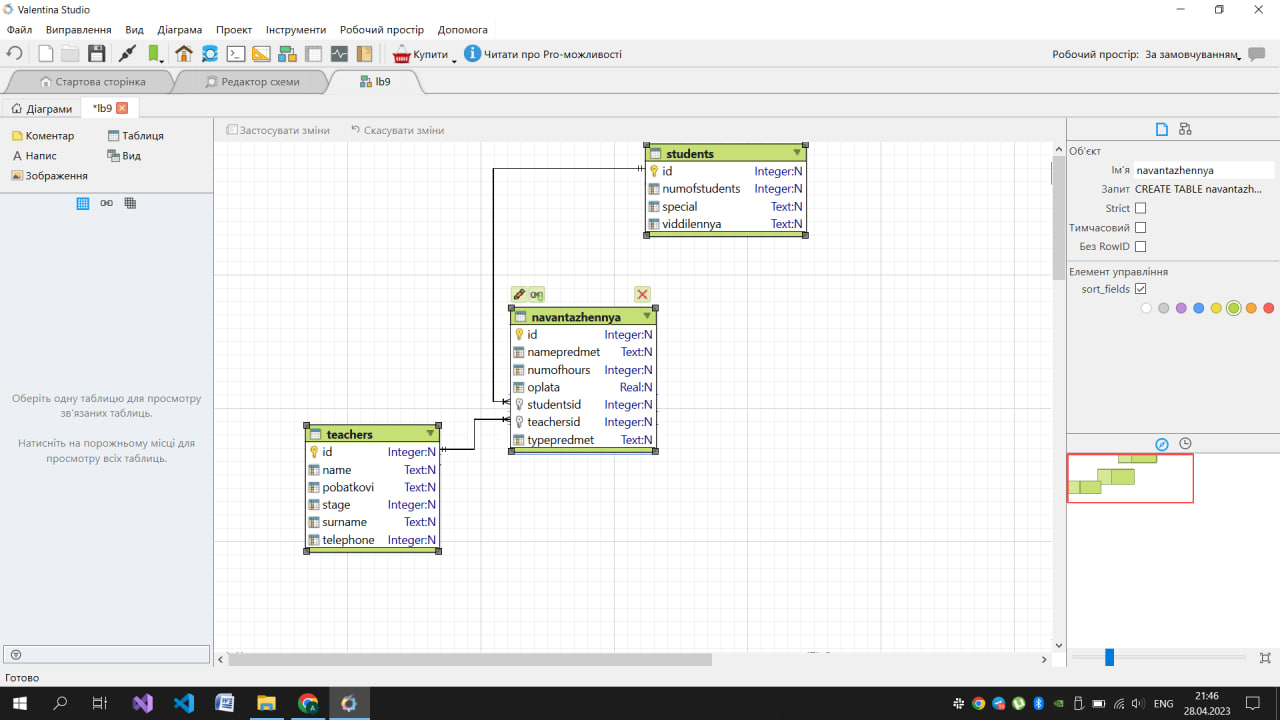 Valentina Studio
Файл Виправлення Вид Діаграма Проект Інструменти Робочий простір Допомога
Купити Читати про Pro-можливості Робочий простір: За замовчуванням
Стартова сторінка Редактор схеми lb9
Діаграми *lb9
Коментар Таблиця
Напис Вид
Зображення
Оберіть одну таблицю для просмотру
зв'язаних таблиць.
Натисніть на порожньому місці для
просмотру всіх таблиць.
Застосувати зміни Скасувати зміни
students
id Integer:N
numofstudents Integer:N
special Text:N
viddilennya Text:N
navantazhennya
id Integer:N
namepredmet Text:N
numofhours Integer:N
oplata Real:N
studentsid Integer:N
teachersid Integer:N
typepredmet Text:N
teachers
id Integer:N
name Text:N
pobatkovi Text:N
stage Integer:N
surname Text:N
telephone Integer:N
Об'єкт
Ім'я navantazhennya
Запит CREATE TABLE navantazh...
Strict
Тимчасовий
Без RowID
Елемент управління
sort_fields
Готово
ENG
21:46
28.04.2023